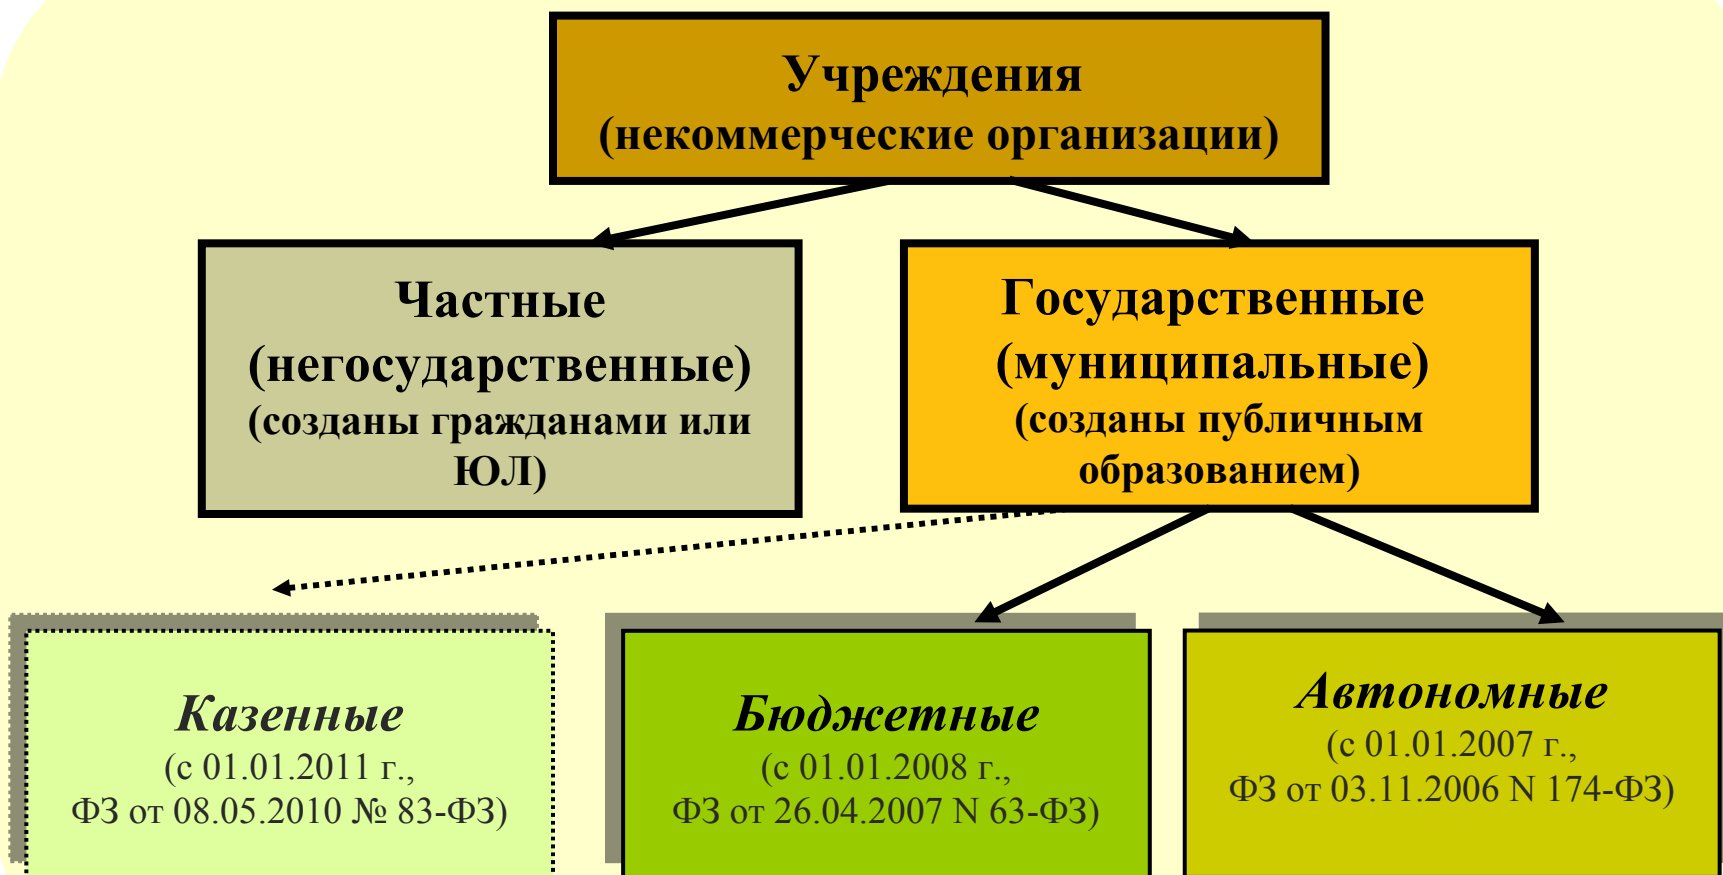 Учреждения
(некоммерческие организации)
Частные
(негосударственные)
(созданы гражданами или
ЮЛ)
Государственные
(муниципальные)
(созданы публичным
образованием)
Казенные
(с 01.01.2011 г.,
ФЗ от 08.05.2010 № 83-ФЗ)
Бюджетные
(с 01.01.2008 г.,
ФЗ от 26.04.2007 N 63-ФЗ)
Автономные
(с 01.01.2007 г.,
ФЗ от 03.11.2006 N 174-ФЗ)